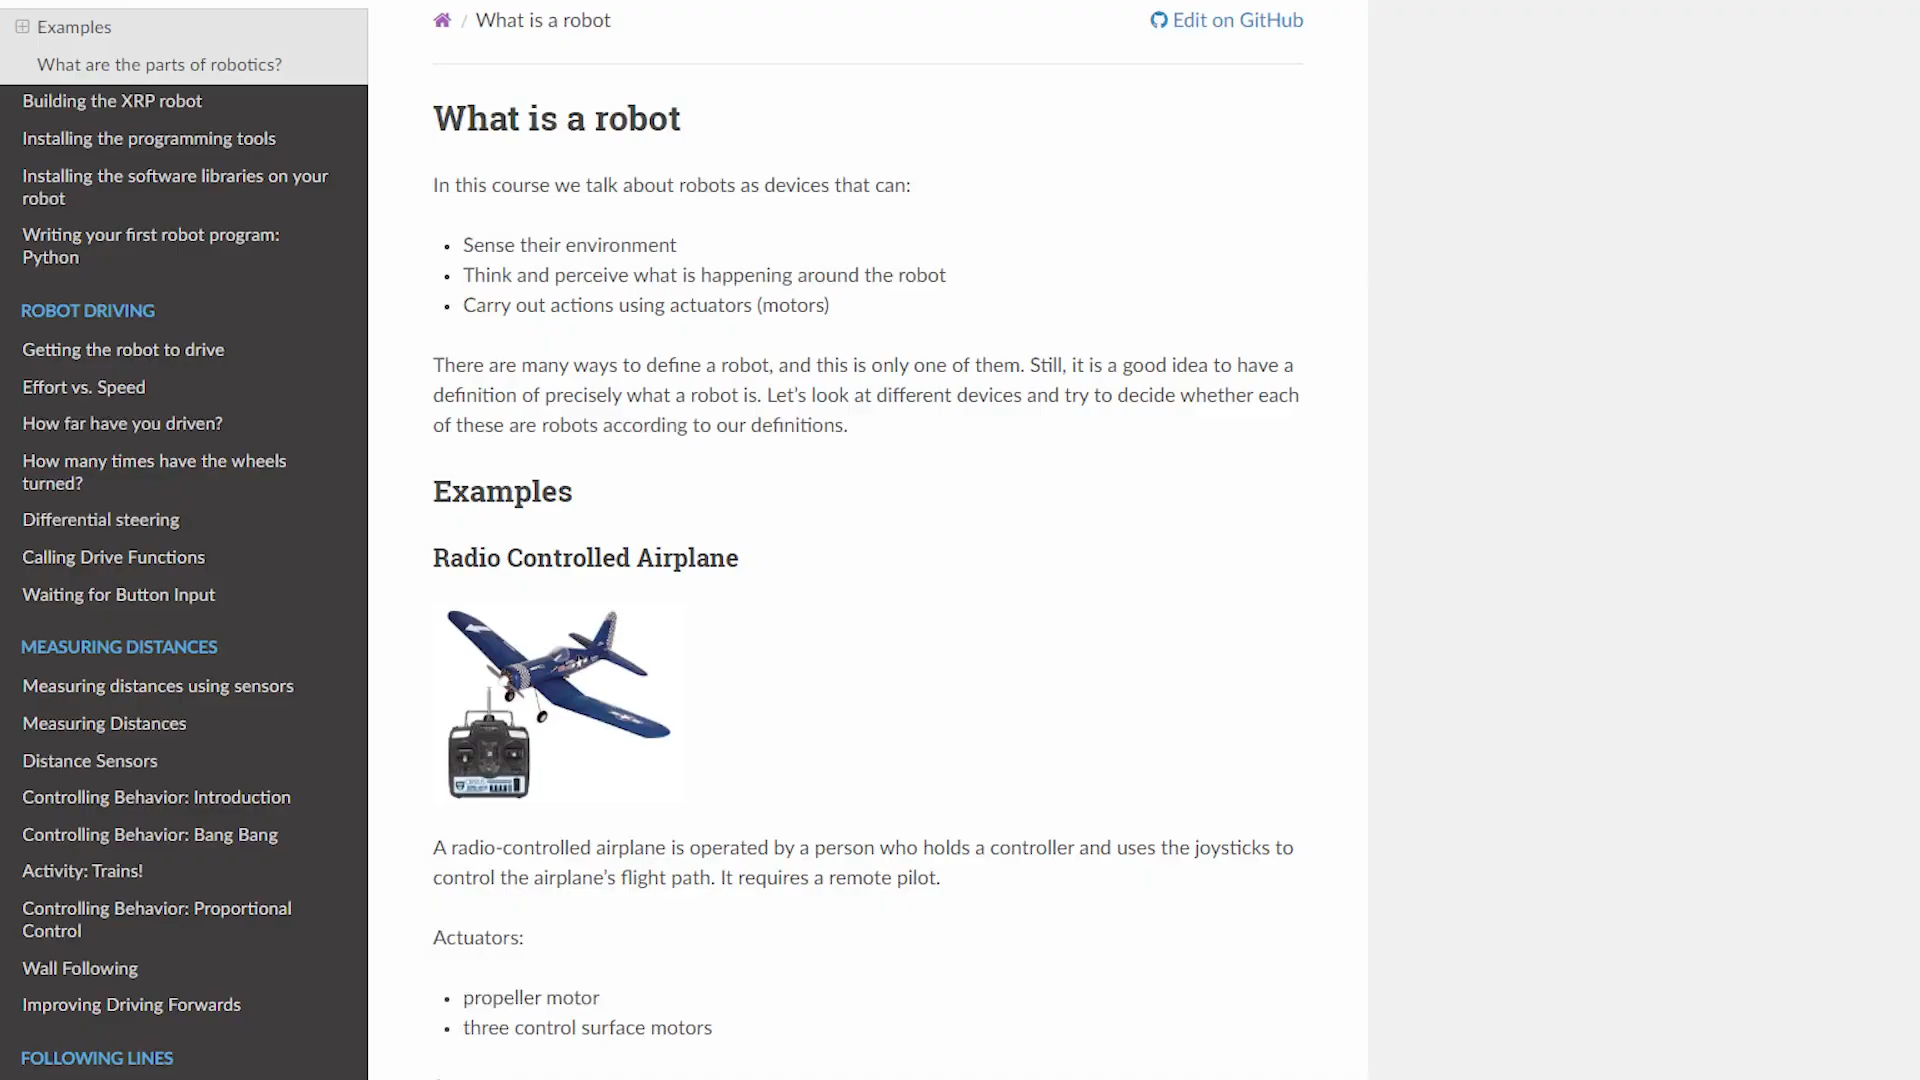 Examples
What are the parts of robotics?
Building the XRP robot
Installing the programming tools
Installing the software libraries on your
robot
Writing your first robot program:
Python
ROBOT DRIVING
Getting the robot to drive
Effort vs. Speed
How far have you driven?
How many times have the wheels
turned?
Differential steering
Calling Drive Functions
Waiting for Button Input
MEASURING DISTANCES
Measuring distances using sensors
Measuring Distances
Distance Sensors
Controlling Behavior: Introduction
Controlling Behavior: Bang Bang
Activity: Trains!
Controlling Behavior: Proportional
Control
Wall Following
Improving Driving Forwards
FOLLOWING LINES
/ What is a robot
Edit on GitHub
What is a robot
In this course we talk about robots as devices that can:
• Sense their environment
• Think and perceive what is happening around the robot
• Carry out actions using actuators (motors)
There are many ways to define a robot, and this is only one of them. Still, it is a good idea to have a
definition of precisely what a robot is. Let's look at different devices and try to decide whether each
of these are robots according to our definitions.
Examples
Radio Controlled Airplane
A radio-controlled airplane is operated by a person who holds a controller and uses the joysticks to
control the airplane's flight path. It requires a remote pilot.
Actuators:
• propeller motor
• three control surface motors